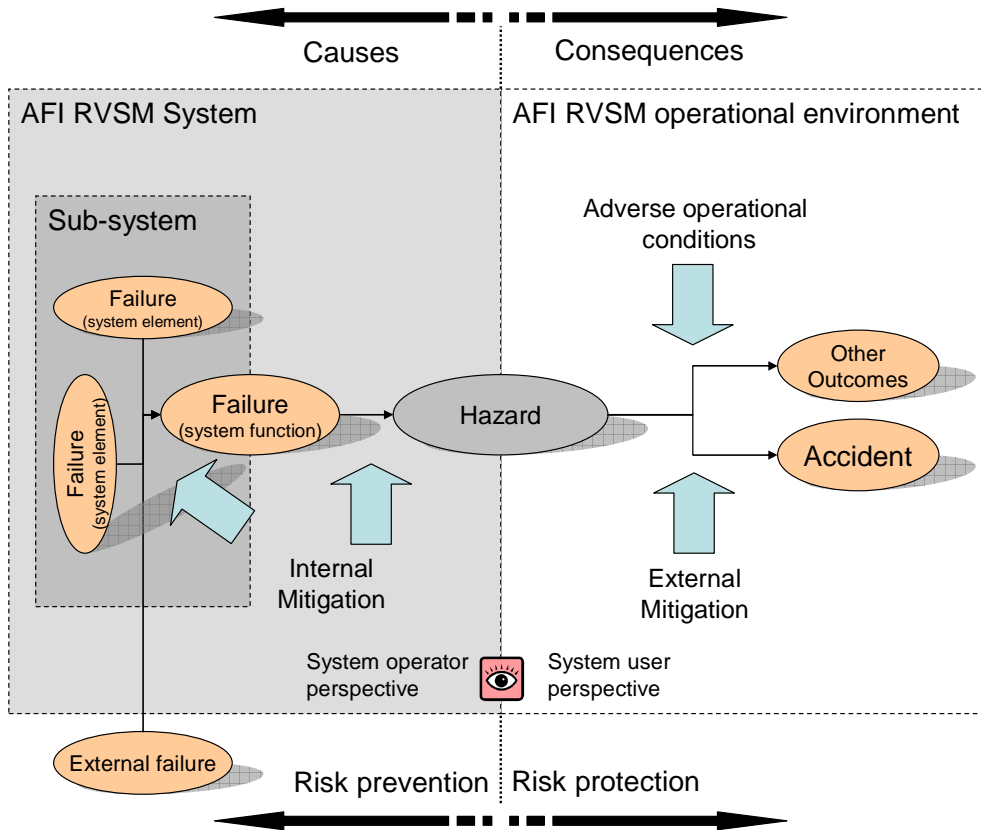 Causes
Consequences
AFI RVSM System
AFI RVSM operational environment
Sub-system
Adverse operational
conditions
Failure
(system element)
Failure
(system element)
Failure
(system function)
Hazard
Other
Outcomes
Accident
Internal
Mitigation
External
Mitigation
System operator
perspective
System user
perspective
External failure
Risk prevention
Risk protection